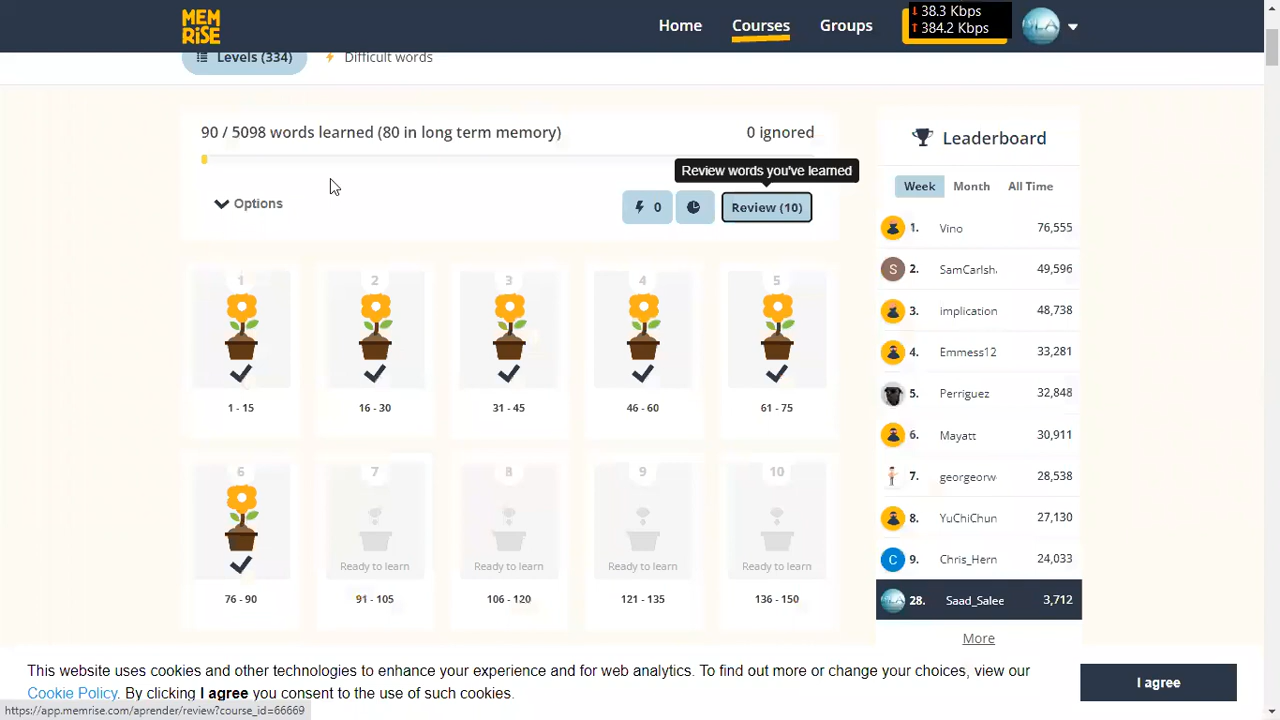 MEM
RiSE
Home
Courses
Groups
↓ 38.3 Kbps
↑ 384.2 Kbps
Levels (334)
Difficult words
90 / 5098 words learned (80 in long term memory)
0 ignored
Review words you've learned
Options
0
Review (10)
1
2
3
4
5
1 - 15
16 - 30
31 - 45
46 - 60
61 - 75
6
7
8
9
10
Ready to learn
Ready to learn
Ready to learn
Ready to learn
76 - 90
91 - 105
106 - 120
121 - 135
136 - 150
Leaderboard
Week
Month
All Time
1. Vino 76,555
S 2. SamCarlsh. 49,596
3. implication 48,738
4. Emmess12 33,281
5. Perriguez 32,848
6. Mayatt 30,911
7. georgeorw 28,538
8. YuChiChun 27,130
C 9. Chris_Hern 24,033
28. Saad_Salee 3,712
More
This website uses cookies and other technologies to enhance your experience and for web analytics. To find out more or change your choices, view our
Cookie Policy. By clicking I agree you consent to the use of such cookies.
I agree
https://app.memrise.com/aprender/review?course_id=66669